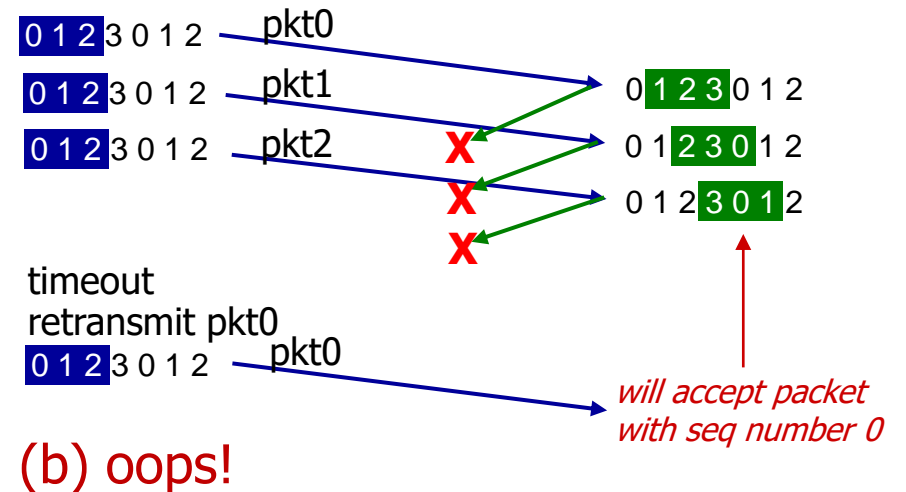 0 1 2 3 0 1 2 pkt0
0 1 2 3 0 1 2
0 1 2 3 0 1 2 pkt1
X 0 1 2 3 0 1 2
0 1 2 3 0 1 2 pkt2
X 0 1 2 3 0 1 2
X
timeout
retransmit pkt0
0 1 2 3 0 1 2 pkt0
will accept packet
with seq number 0
(b) oops!